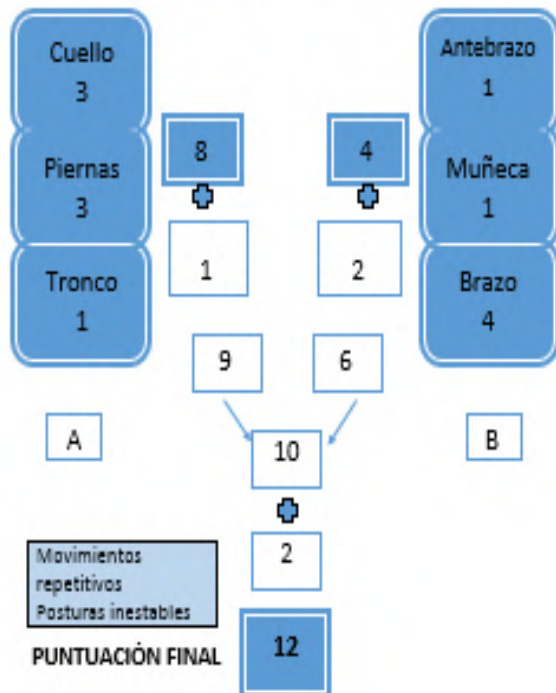 Cuello
3
Piernas
3
Tronco
1
8
1
9
A
4
2
6
Antebrazo
1
Muñeca
1
Brazo
4
B
10
2
Movimientos
repetitivos
Posturas inestables
PUNTUACIÓN FINAL
12